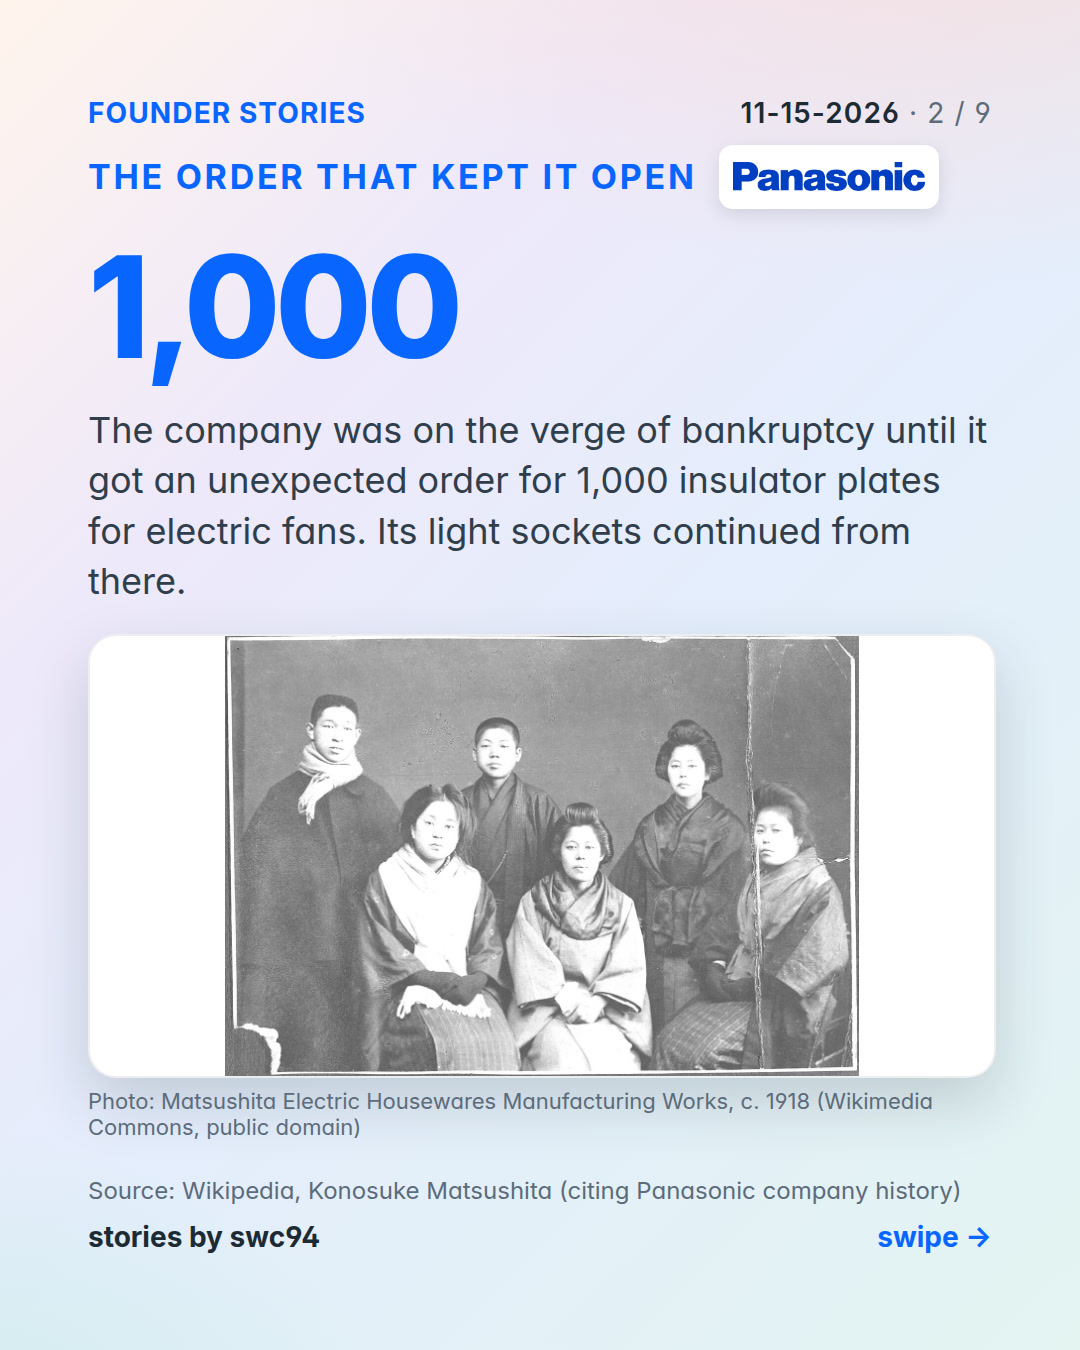 FOUNDER STORIES
11-15-2026 · 2 / 9
THE ORDER THAT KEPT IT OPEN
Panasonic
1,000
The company was on the verge of bankruptcy until it
got an unexpected order for 1,000 insulator plates
for electric fans. Its light sockets continued from
there.
Photo: Matsushita Electric Housewares Manufacturing Works, c. 1918 (Wikimedia
Commons, public domain)
Source: Wikipedia, Konosuke Matsushita (citing Panasonic company history)
stories by swc94
swipe →